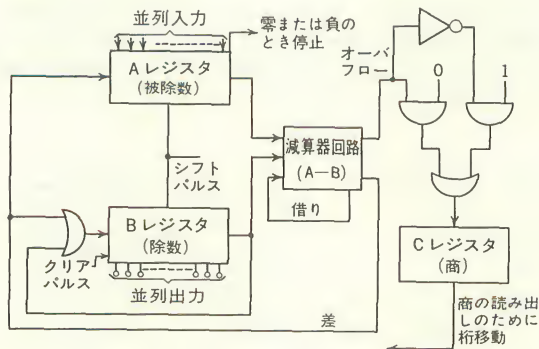 並列入力
零または負の
とき停止
Aレジスタ
(被除数)
オーバ
フロー
0
1
減算器回路
(A−B)
シフト
パルス
借り
Bレジスタ
(除数)
クリア
パルス
並列出力
Cレジスタ
(商)
差
商の読み出
しのために
桁移動